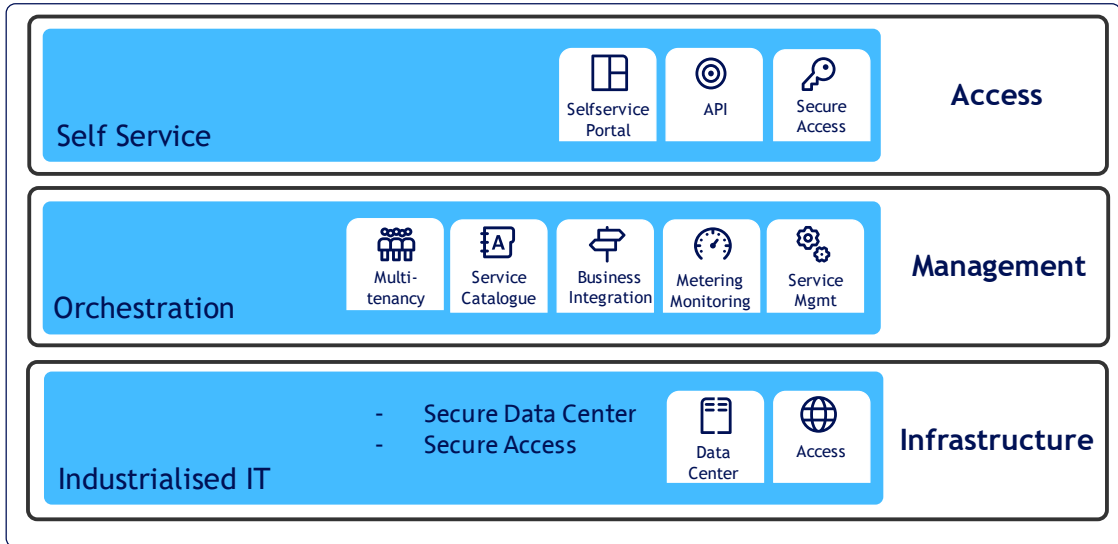 Self Service
Selfservice
Portal
API
Secure
Access
Access
Orchestration
Multi-
tenancy
Service
Catalogue
Business
Integration
Metering
Monitoring
Service
Mgmt
Management
Industrialised IT
- Secure Data Center
- Secure Access
Data
Center
Access
Infrastructure